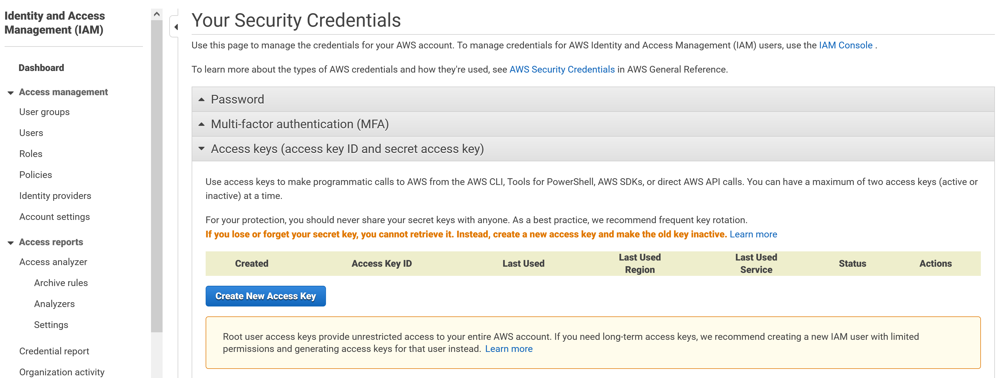 Identity and Access
Management (IAM)
Dashboard
Access management
User groups
Users
Roles
Policies
Identity providers
Account settings
Access reports
Access analyzer
Archive rules
Analyzers
Settings
Credential report
Organization activity
Your Security Credentials
Use this page to manage the credentials for your AWS account. To manage credentials for AWS Identity and Access Management (IAM) users, use the IAM Console .
To learn more about the types of AWS credentials and how they're used, see AWS Security Credentials in AWS General Reference.
Password
Multi-factor authentication (MFA)
Access keys (access key ID and secret access key)
Use access keys to make programmatic calls to AWS from the AWS CLI, Tools for PowerShell, AWS SDKs, or direct AWS API calls. You can have a maximum of two access keys (active or
inactive) at a time.
For your protection, you should never share your secret keys with anyone. As a best practice, we recommend frequent key rotation.
If you lose or forget your secret key, you cannot retrieve it. Instead, create a new access key and make the old key inactive. Learn more
Created Access Key ID Last Used Last Used Region Last Used Service Status Actions
Create New Access Key
Root user access keys provide unrestricted access to your entire AWS account. If you need long-term access keys, we recommend creating a new IAM user with limited
permissions and generating access keys for that user instead. Learn more